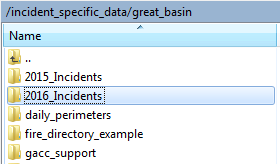 /incident_specific_data/great_basin
Name
..
2015_Incidents
2016_Incidents
daily_perimeters
fire_directory_example
gacc_support